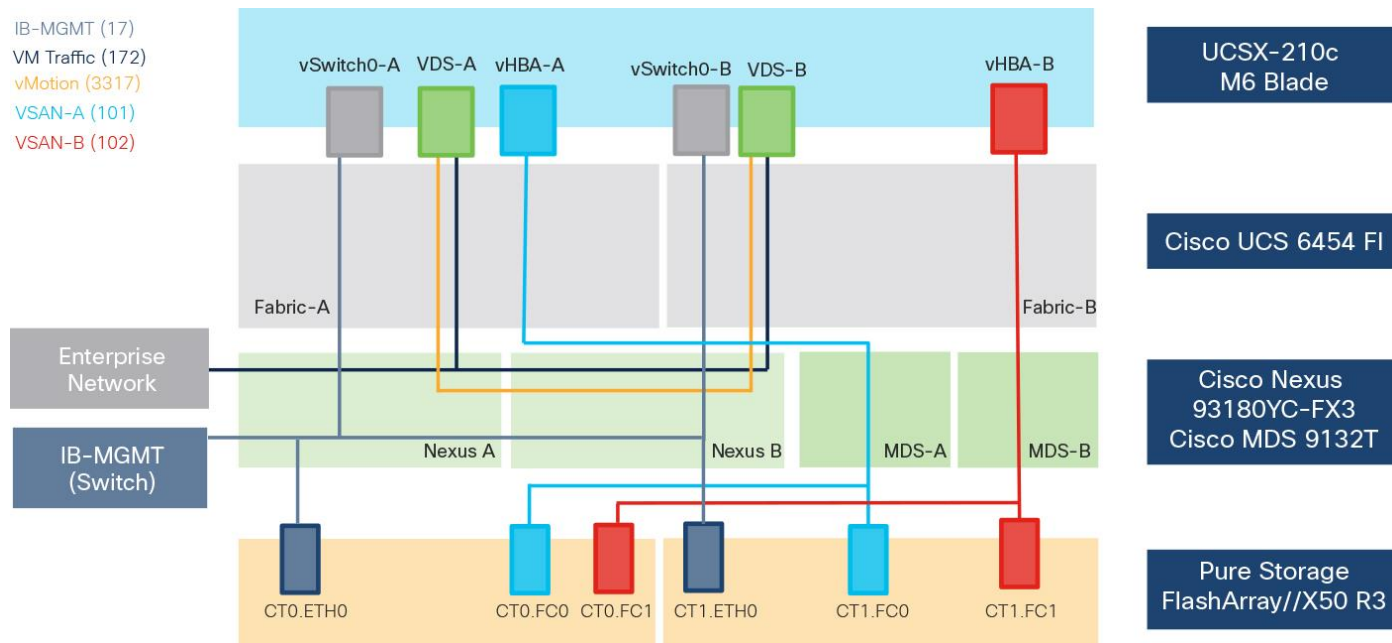 IB-MGMT (17)
VM Traffic (172)
vMotion (3317)
VSAN-A (101)
VSAN-B (102)
vSwitch0-A
VDS-A
vHBA-A
vSwitch0-B
VDS-B
vHBA-B
UCSX-210c
M6 Blade
Fabric-A
Fabric-B
Cisco UCS 6454 FI
Enterprise
Network
IB-MGMT
(Switch)
Nexus A
Nexus B
MDS-A
MDS-B
Cisco Nexus
93180YC-FX3
Cisco MDS 9132T
CT0.ETH0
CT0.FC0
CT0.FC1
CT1.ETH0
CT1.FC0
CT1.FC1
Pure Storage
FlashArray//X50 R3